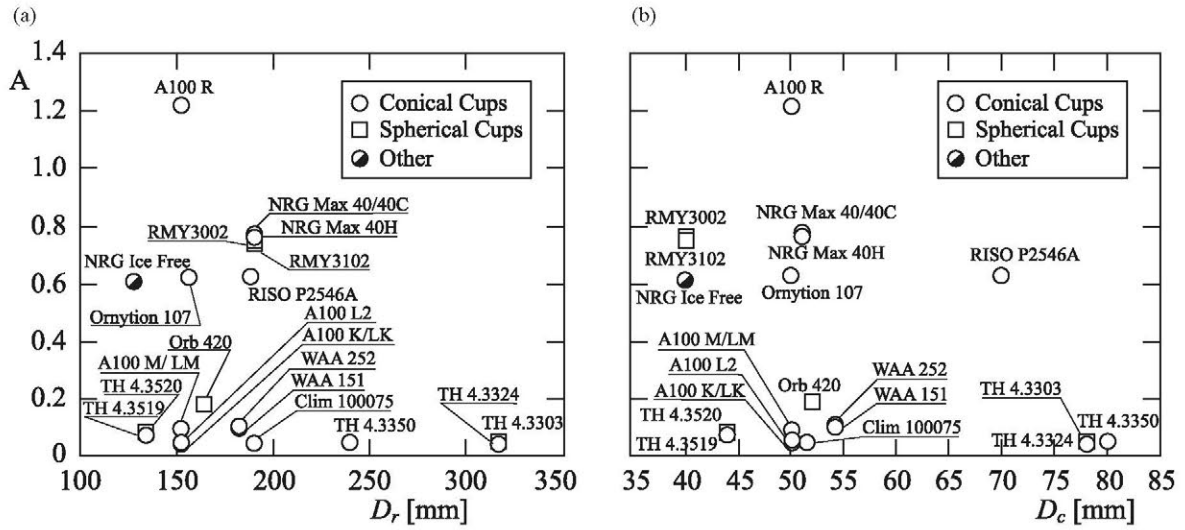 (a)
1.4
A
1.2
1.0
0.8
0.6
0.4
0.2
0
A100 R
Conical Cups
Spherical Cups
Other
NRG Max 40/40C
RMY3002
NRG Max 40H
RMY3102
NRG Ice Free
RISO P2546A
Ornytion 107
A100 L2
Orb 420
A100 K/LK
A100 M/ LM
WAA 252
TH 4.3520
WAA 151
TH 4.3324
TH 4.3519
Clim 100075
TH 4.3350
TH 4.3303
100 150 200 250 300 350
Dr [mm]
(b)
A100 R
Conical Cups
Spherical Cups
Other
RMY3002
NRG Max 40/40C
RMY3102
NRG Max 40H
RISO P2546A
NRG Ice Free
Ornytion 107
A100 M/LM
A100 L2
Orb 420
WAA 252
A100 K/LK
WAA 151
TH 4.3303
TH 4.3520
Clim 100075
TH 4.3350
TH 4.3519
TH 4.3324
35 40 45 50 55 60 65 70 75 80 85
Dc [mm]